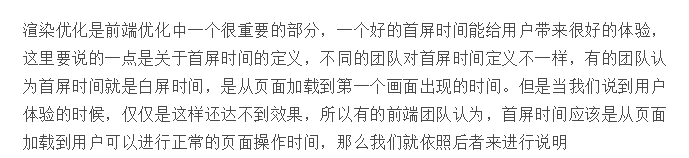 渲染优化是前端优化中一个很重要的部分，一个好的首屏时间能给用户带来很好的体验，
这里要说的一点是关于首屏时间的定义，不同的团队对首屏时间定义不一样，有的团队认
为首屏时间就是白屏时间，是从页面加载到第一个画面出现的时间。但是当我们说到用户
体验的时候，仅仅是这样还达不到效果，所以有的前端团队认为，首屏时间应该是从页面
加载到用户可以进行正常的页面操作时间，那么我们就依照后者来进行说明